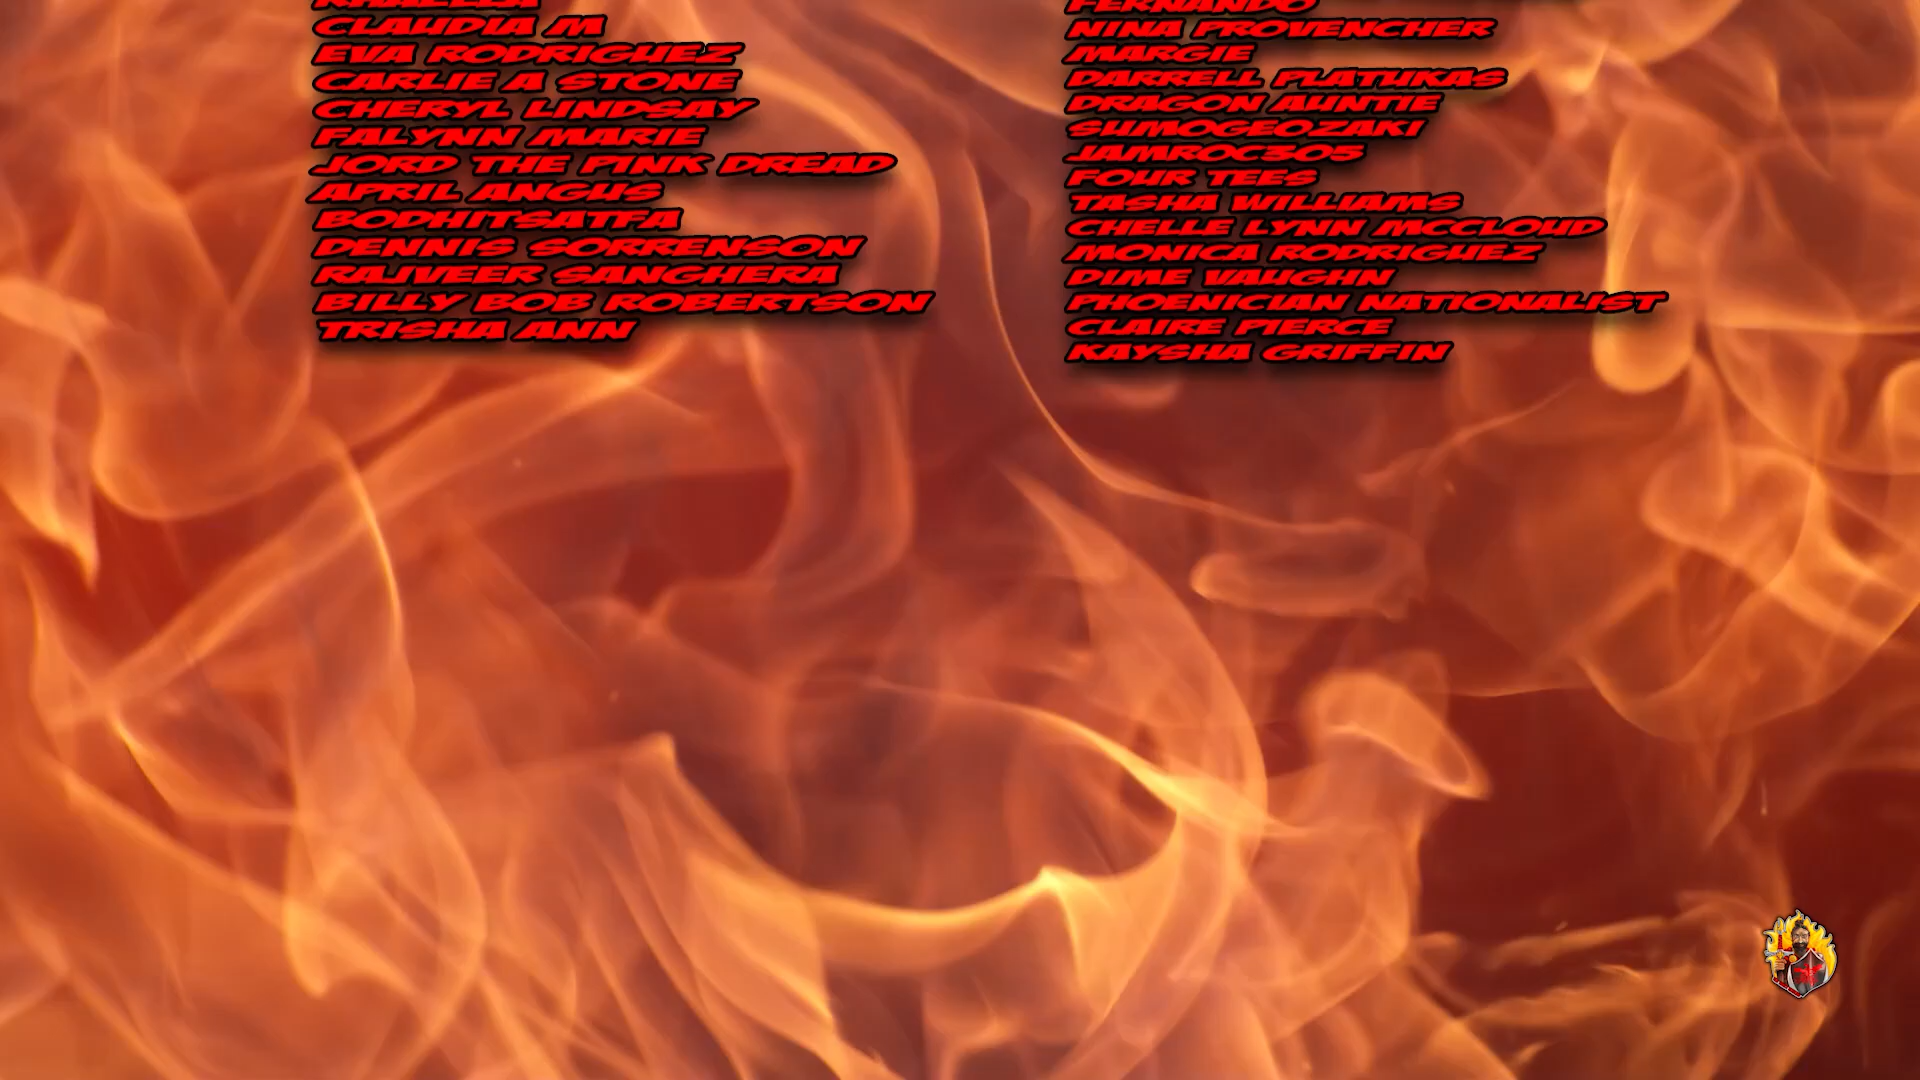 CLAUDIA M
EVA RODRIGUEZ
CARLIE A STONE
CHERYL LINDSAY
FALYNN MARIE
JORD THE PINK DREAD
APRIL ANGUS
BODHITSATFA
DENNIS SORRENSON
RAJVEER SANGHERA
BILLY BOB ROBERTSON
TRISHA ANN
FERNANDO
NINA PROVENCHER
MARGIE
DARRELL PLATUKAS
DRAGON AUNTIE
SUMOGEOZAKI
JAMROC305
FOUR TEES
TASHA WILLIAMS
CHELLE LYNN MCCLOUD
MONICA RODRIGUEZ
DIME VAUGHN
PHOENICIAN NATIONALIST
CLAIRE PIERCE
KAYSHA GRIFFIN